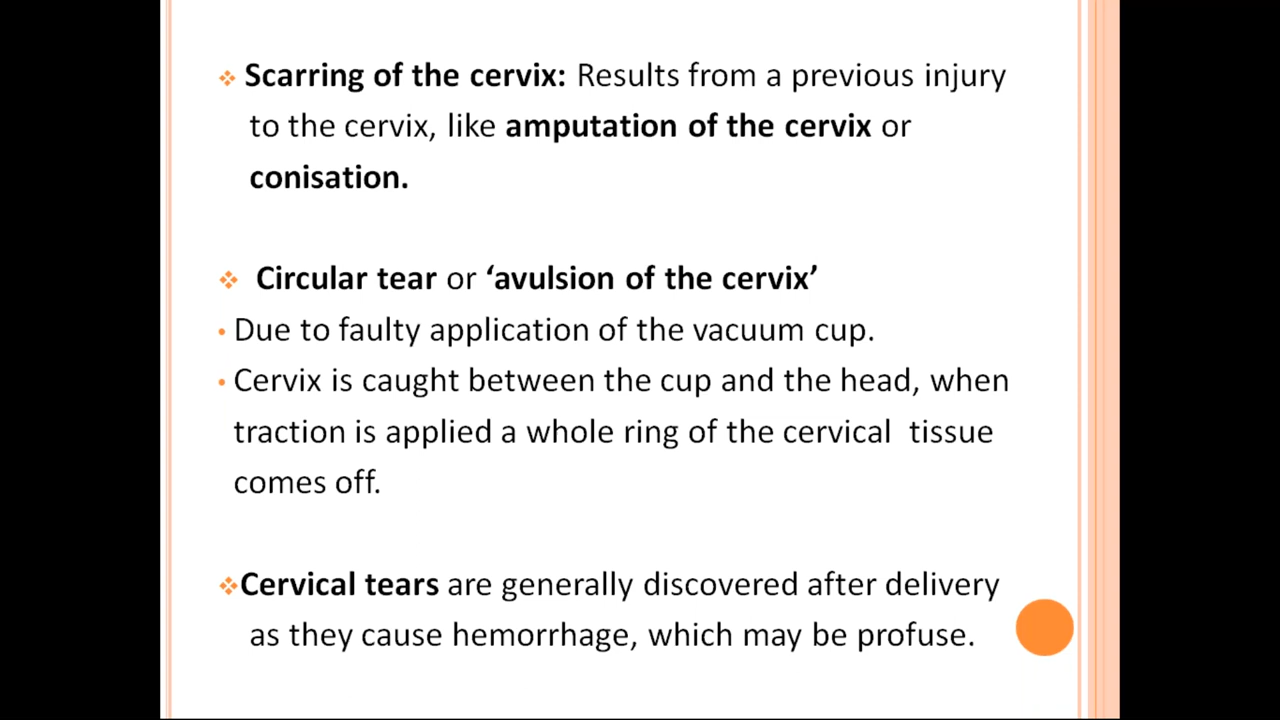 ❖ Scarring of the cervix: Results from a previous injury
to the cervix, like amputation of the cervix or
conisation.
❖ Circular tear or ‘avulsion of the cervix’
• Due to faulty application of the vacuum cup.
• Cervix is caught between the cup and the head, when
traction is applied a whole ring of the cervical tissue
comes off.
❖Cervical tears are generally discovered after delivery
as they cause hemorrhage, which may be profuse.